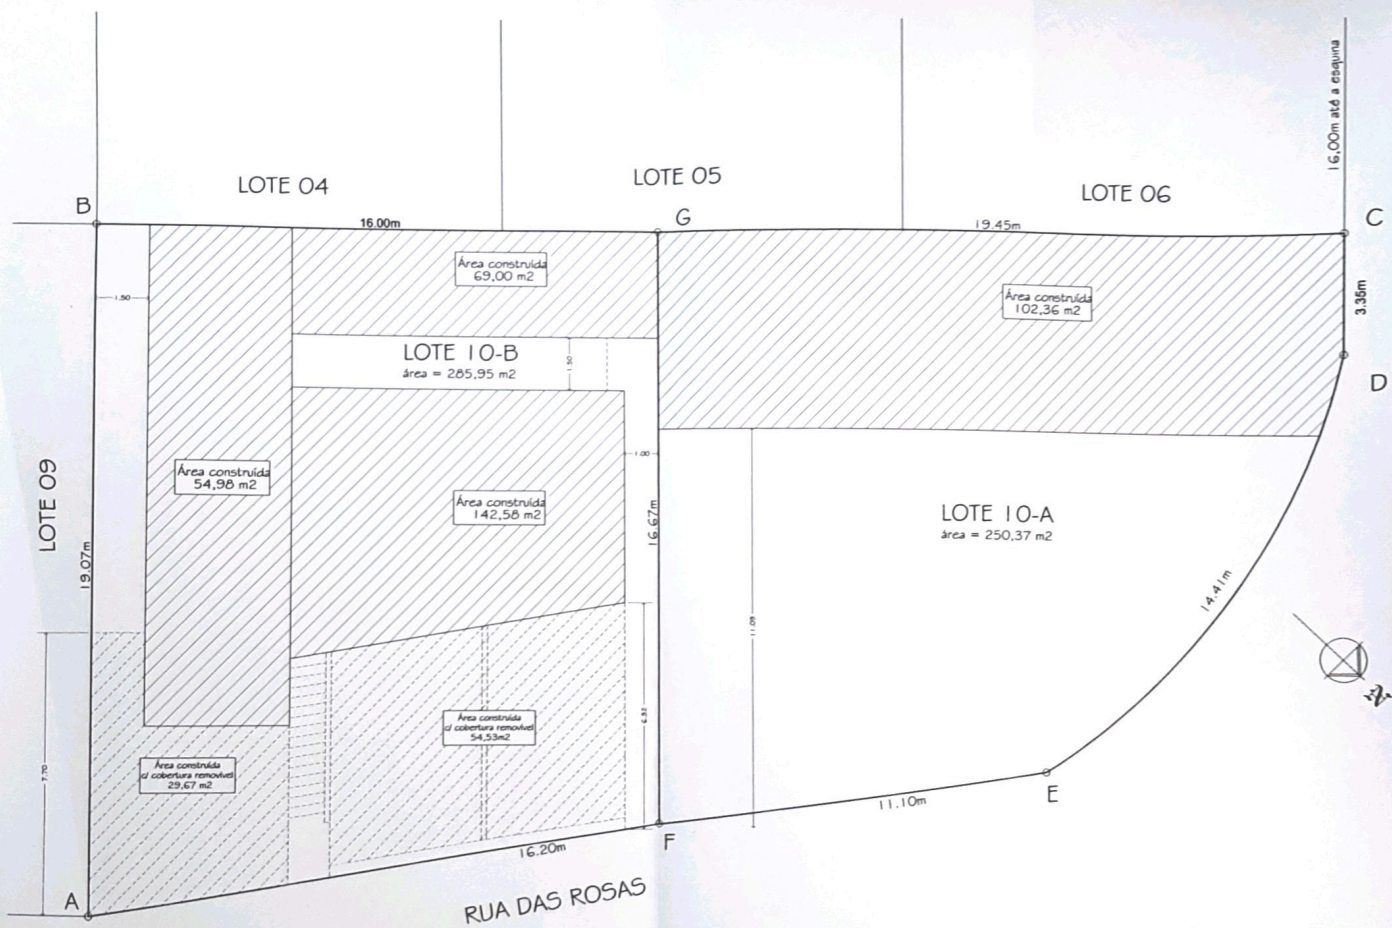 16,00m até a esquina
LOTE 04
LOTE 05
LOTE 06
B
16.00m
G
19.45m
C
Área construída
69,00 m2
1.50
Área construída
102,36 m2
3.35m
LOTE 10-B
área = 285,95 m2
1.50
D
LOTE 09
Área construída
54,98 m2
1.00
Área construída
142,58 m2
16.67m
LOTE 10-A
área = 250,37 m2
19.07m
14.41m
11.09
N
Área construída
c/ cobertura removível
54,53m2
6.32
7.70
Área construída
c/ cobertura removível
29,67 m2
E
11.10m
F
16.20m
A
RUA DAS ROSAS